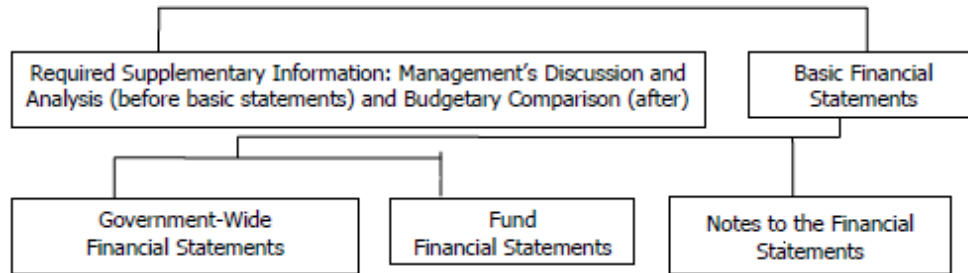 Required Supplementary Information: Management's Discussion and
Analysis (before basic statements) and Budgetary Comparison (after)
Basic Financial
Statements
Government-Wide
Financial Statements
Fund
Financial Statements
Notes to the Financial
Statements